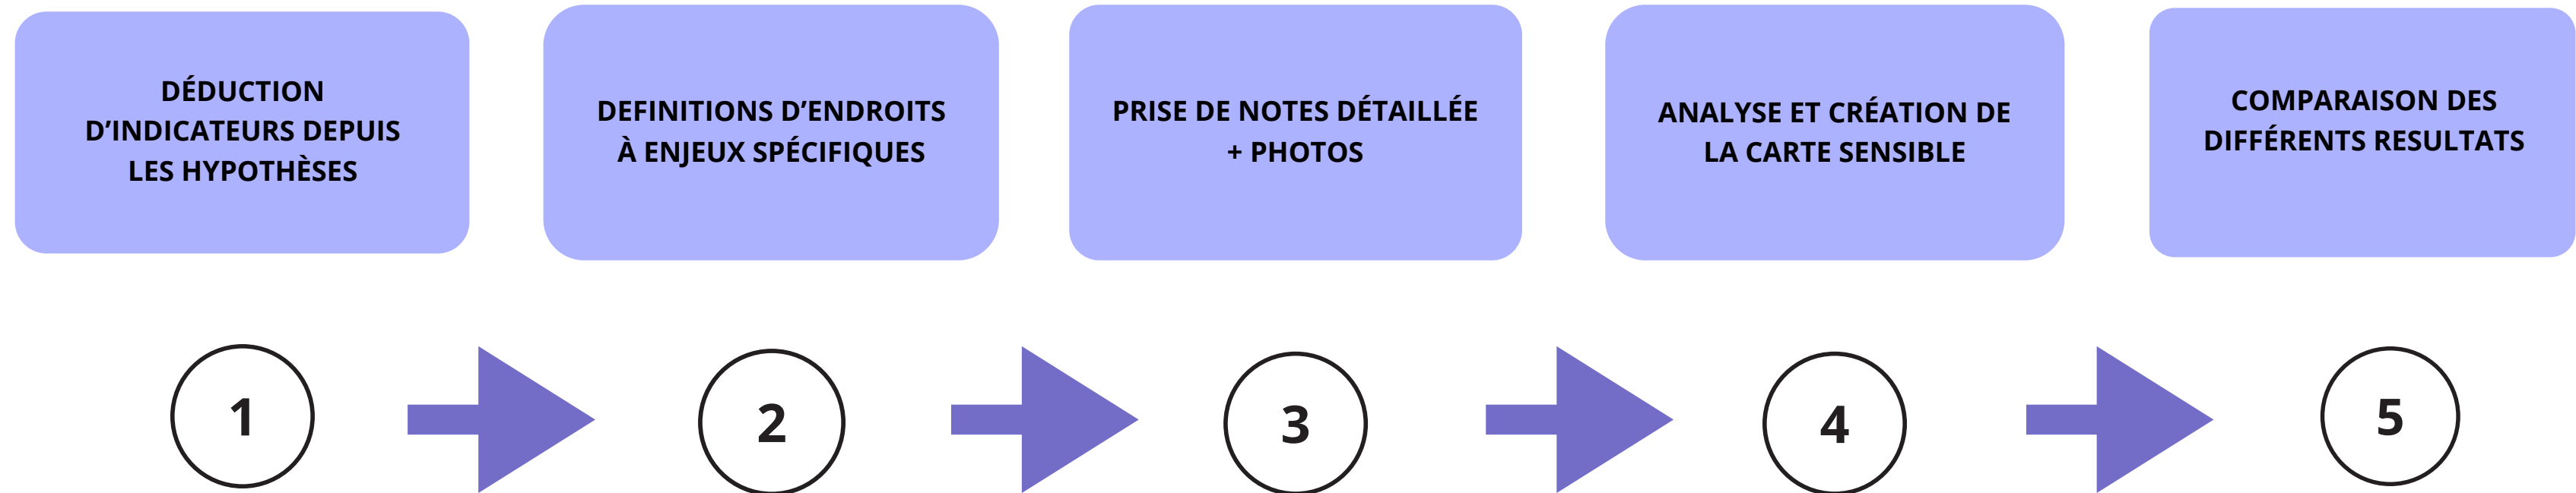 DÉDUCTION
D’INDICATEURS DEPUIS
LES HYPOTHÈSES
DEFINITIONS D’ENDROITS
À ENJEUX SPÉCIFIQUES
PRISE DE NOTES DÉTAILLÉE
+ PHOTOS
ANALYSE ET CRÉATION DE
LA CARTE SENSIBLE
COMPARAISON DES
DIFFÉRENTS RESULTATS
1
2
3
4
5